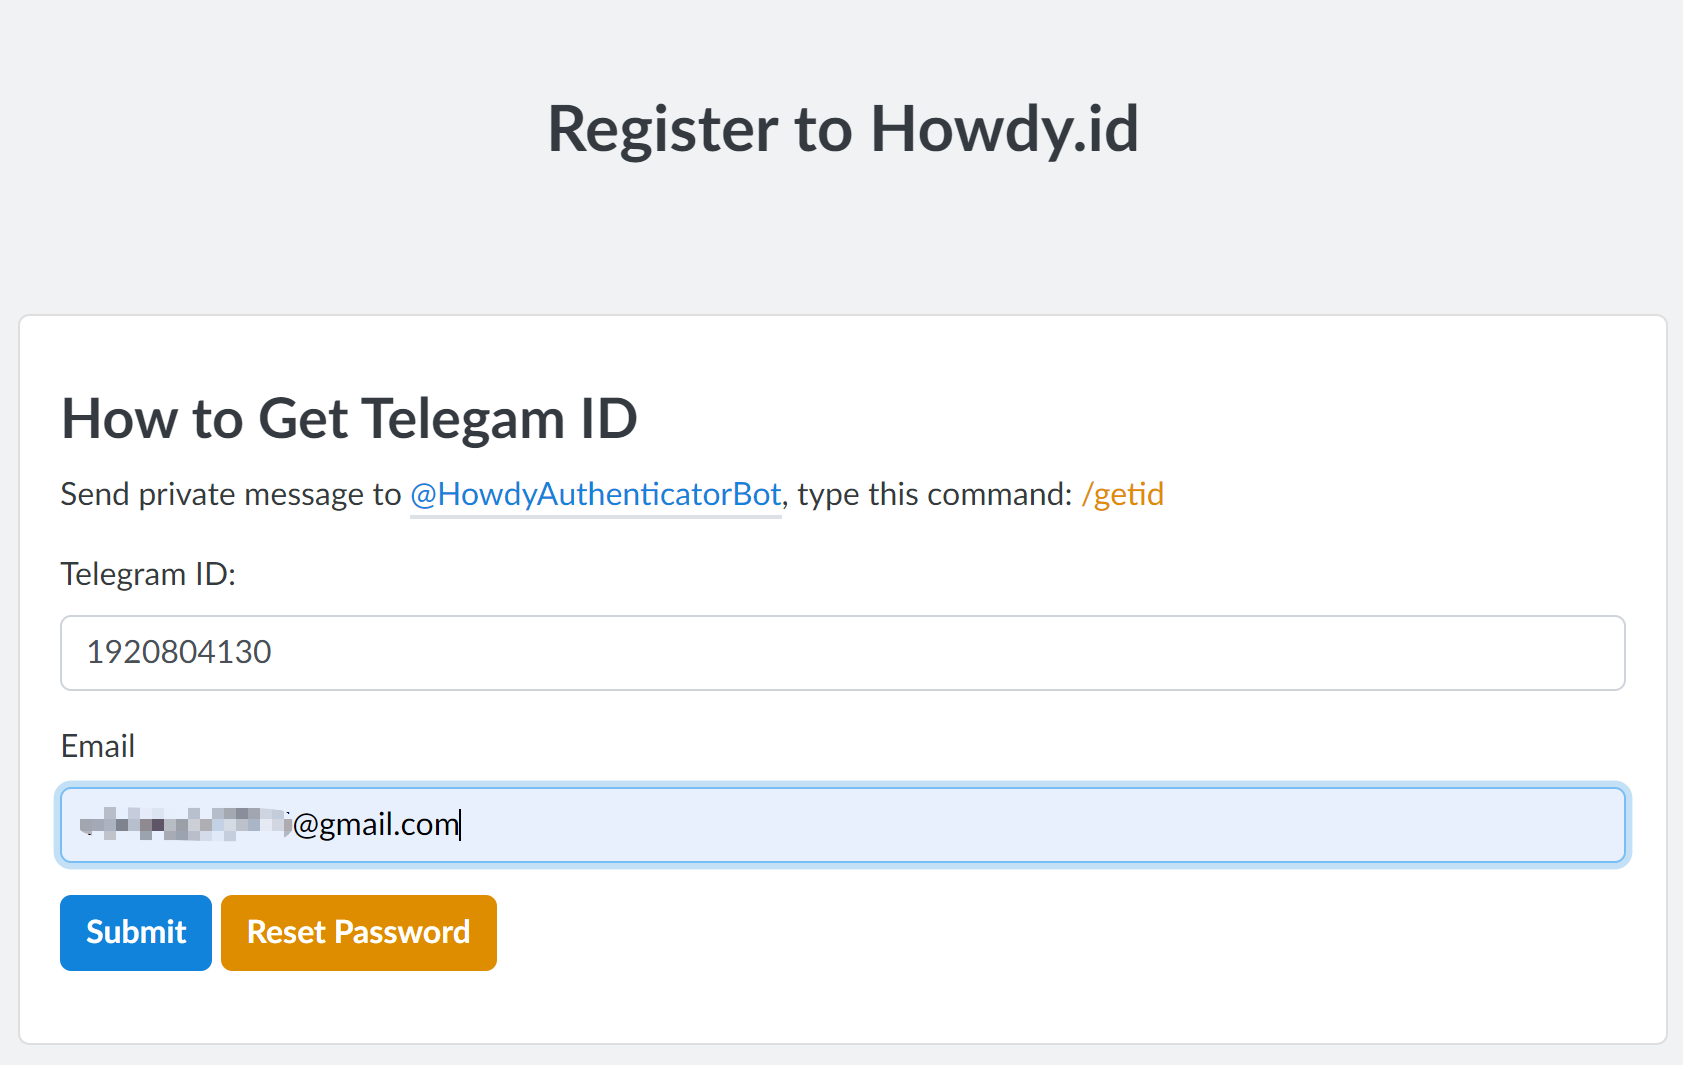 Register to Howdy.id
How to Get Telegam ID
Send private message to @HowdyAuthenticatorBot, type this command: /getid
Telegram ID:
1920804130
Email
@gmail.com
Submit
Reset Password